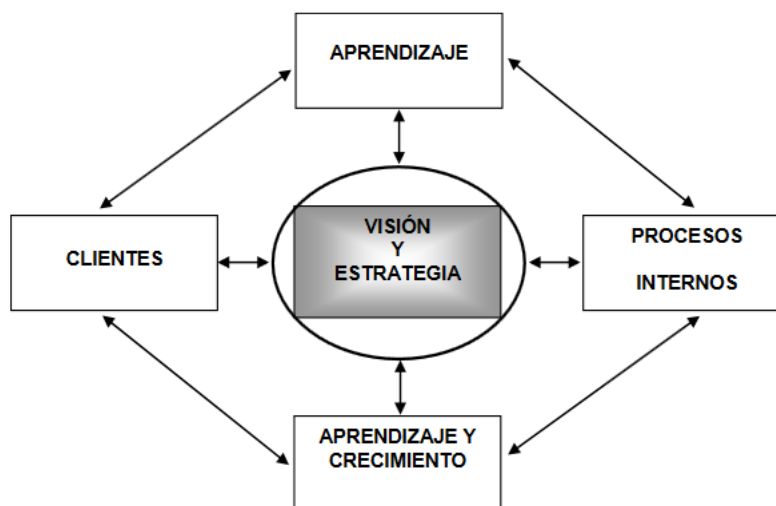 APRENDIZAJE
CLIENTES
VISIÓN
Y
ESTRATEGIA
PROCESOS
INTERNOS
APRENDIZAJE Y
CRECIMIENTO